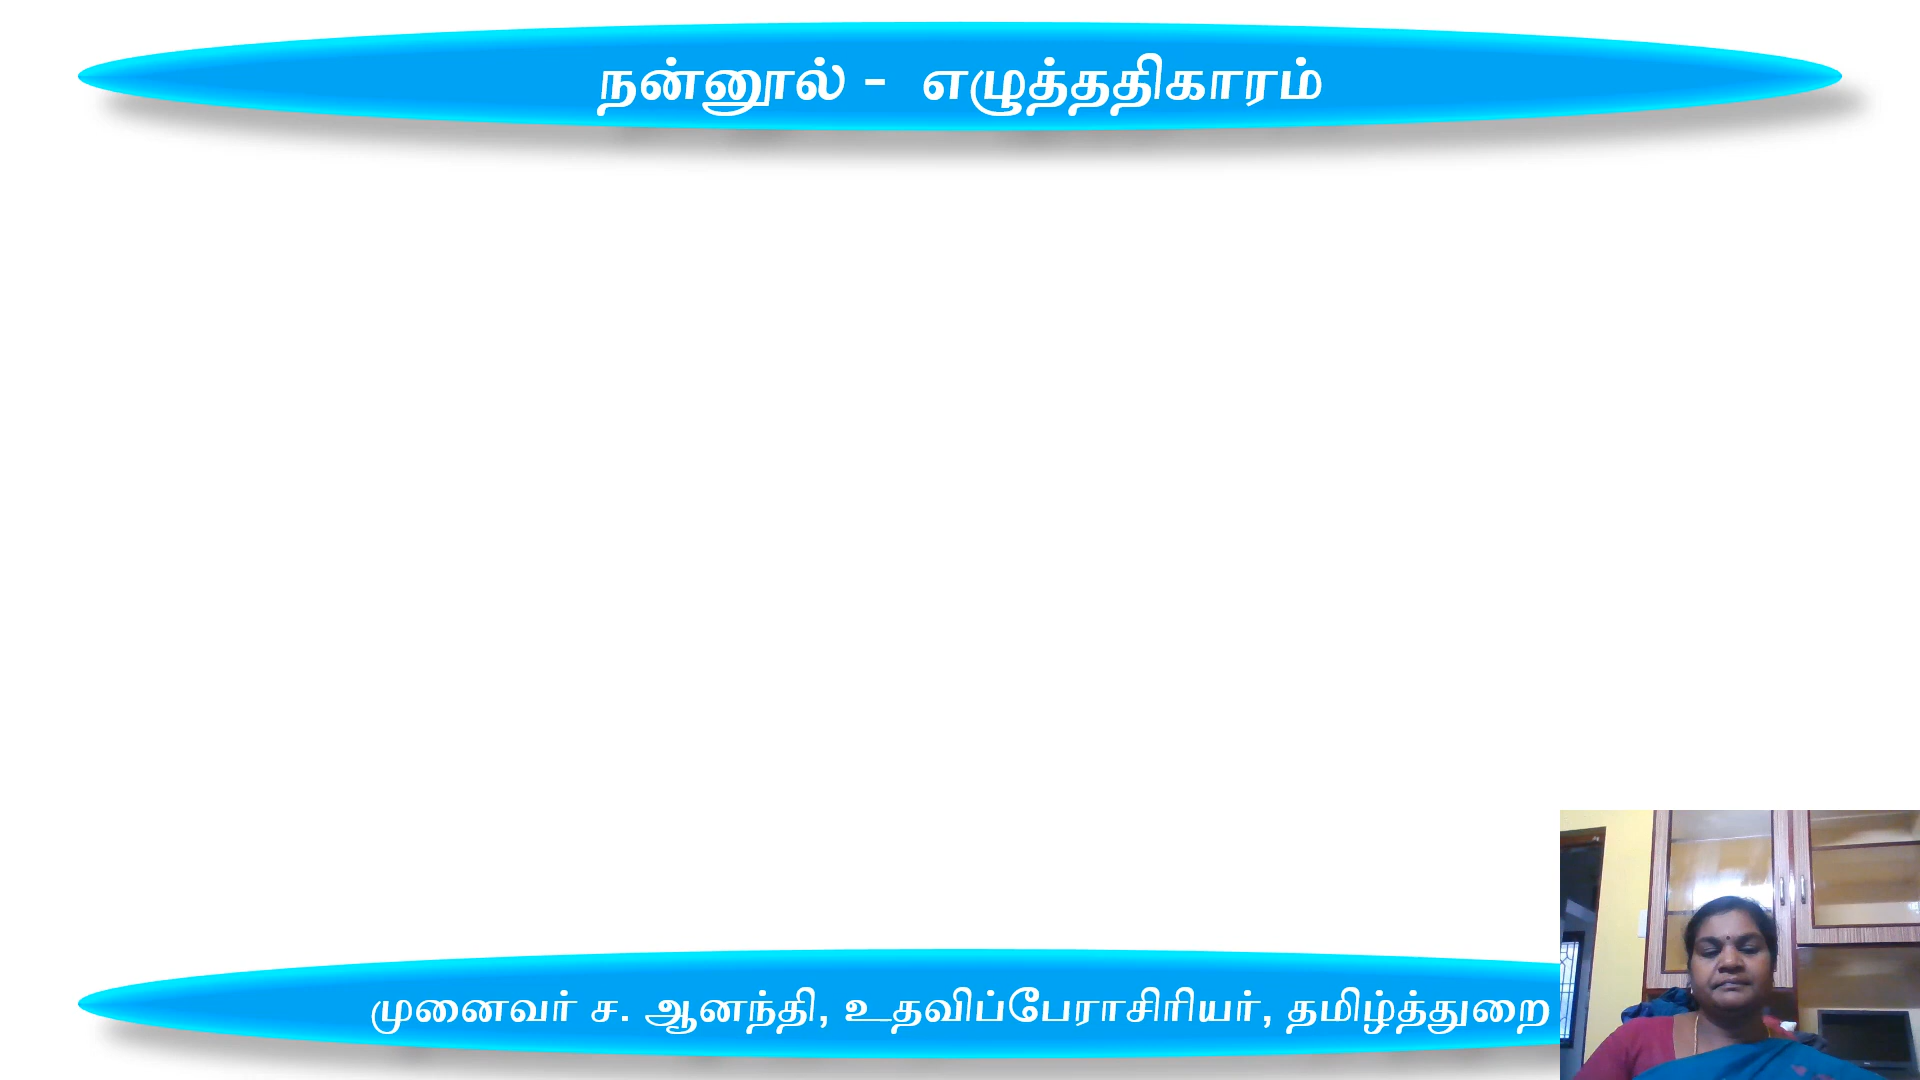 நன்னூல் - எழுத்ததிகாரம்
முனைவர் ச. ஆனந்தி, உதவிப்பேராசிரியர், தமிழ்த்துறை